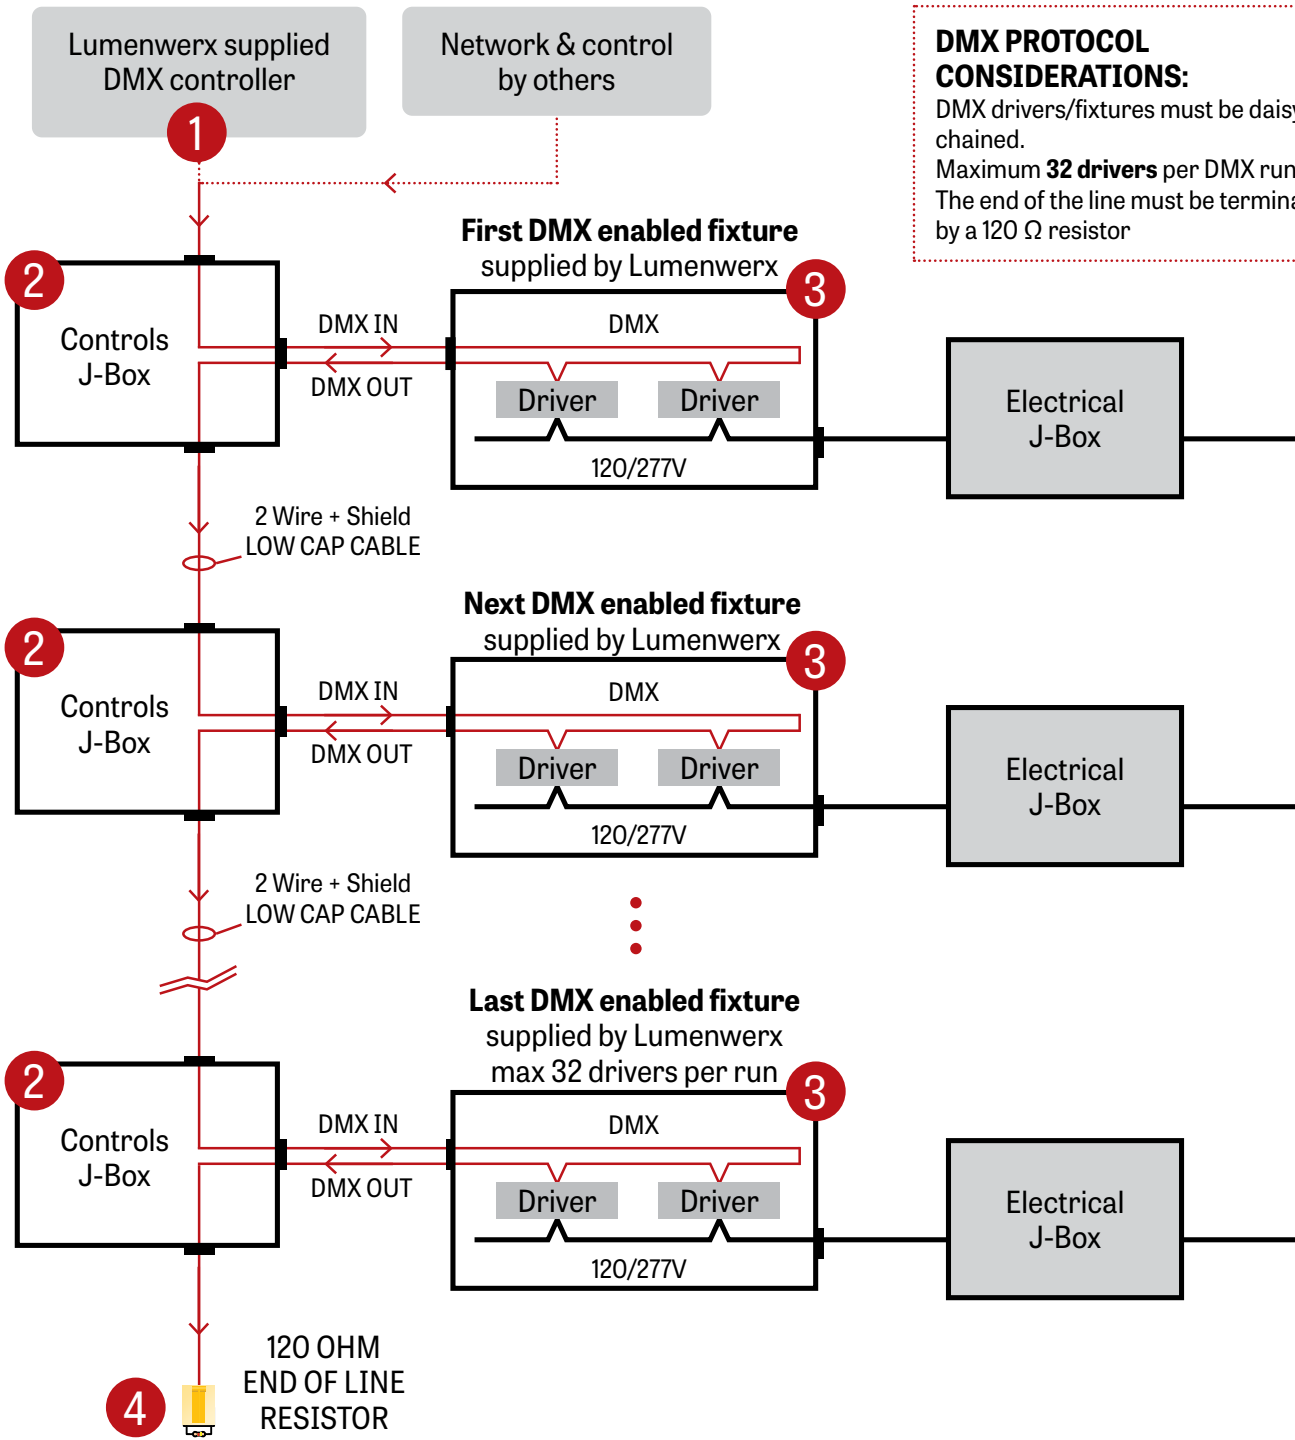 Lumenwerx supplied
DMX controller
1
Network & control
by others
DMX PROTOCOL
CONSIDERATIONS:
DMX drivers/fixtures must be daisy
chained.
Maximum 32 drivers per DMX run
The end of the line must be termina
by a 120 Ω resistor
First DMX enabled fixture
supplied by Lumenwerx
2
Controls
J-Box
DMX IN
DMX OUT
3
DMX
Driver
Driver
120/277V
Electrical
J-Box
2 Wire + Shield
LOW CAP CABLE
Next DMX enabled fixture
supplied by Lumenwerx
2
Controls
J-Box
DMX IN
DMX OUT
3
DMX
Driver
Driver
120/277V
Electrical
J-Box
2 Wire + Shield
LOW CAP CABLE
Last DMX enabled fixture
supplied by Lumenwerx
max 32 drivers per run
2
Controls
J-Box
DMX IN
DMX OUT
3
DMX
Driver
Driver
120/277V
Electrical
J-Box
4
120 OHM
END OF LINE
RESISTOR